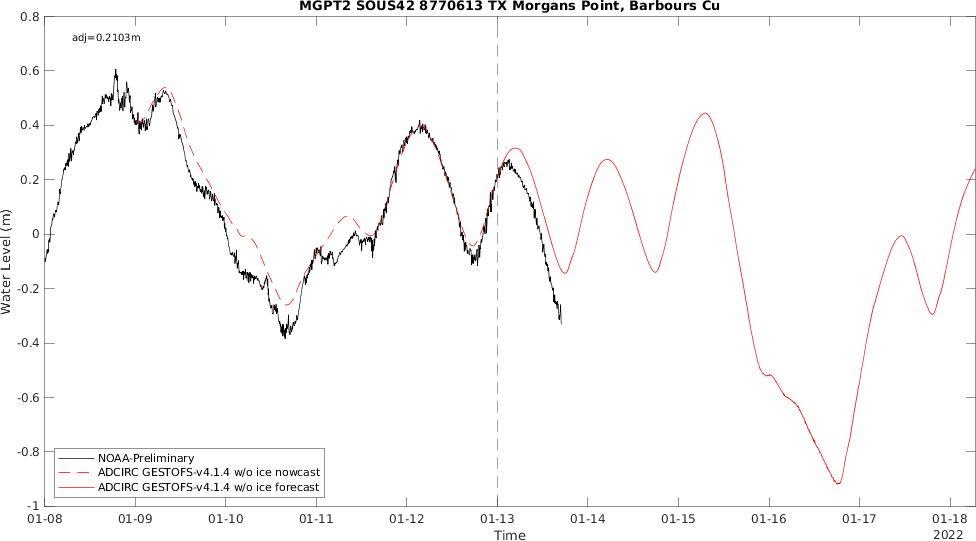 MGPT2 SOUS42 8770613 TX Morgans Point, Barbours Cu
adj=0.2103m
0.8
0.6
0.4
0.2
0
-0.2
-0.4
-0.6
-0.8
-1
Water Level (m)
NOAA-Preliminary
ADCIRC GESTOFS-v4.1.4 w/o ice nowcast
ADCIRC GESTOFS-v4.1.4 w/o ice forecast
01-08 01-09 01-10 01-11 01-12 01-13 01-14 01-15 01-16 01-17 01-18
Time
2022